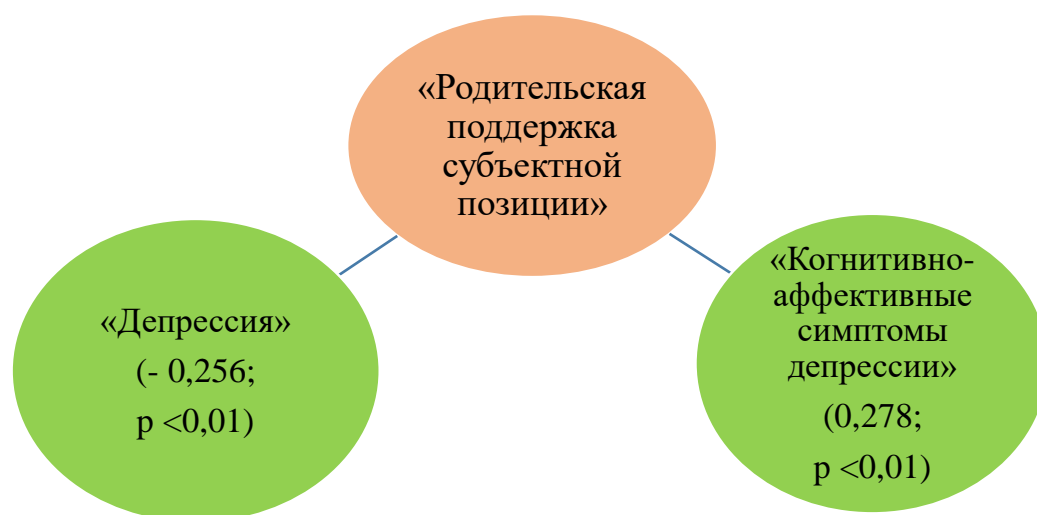 «Родительская
поддержка
субъектной
позиции»
«Депрессия»
(- 0,256;
p <0,01)
«Когнитивно-
аффективные
симптомы
депрессии»
(0,278;
p <0,01)